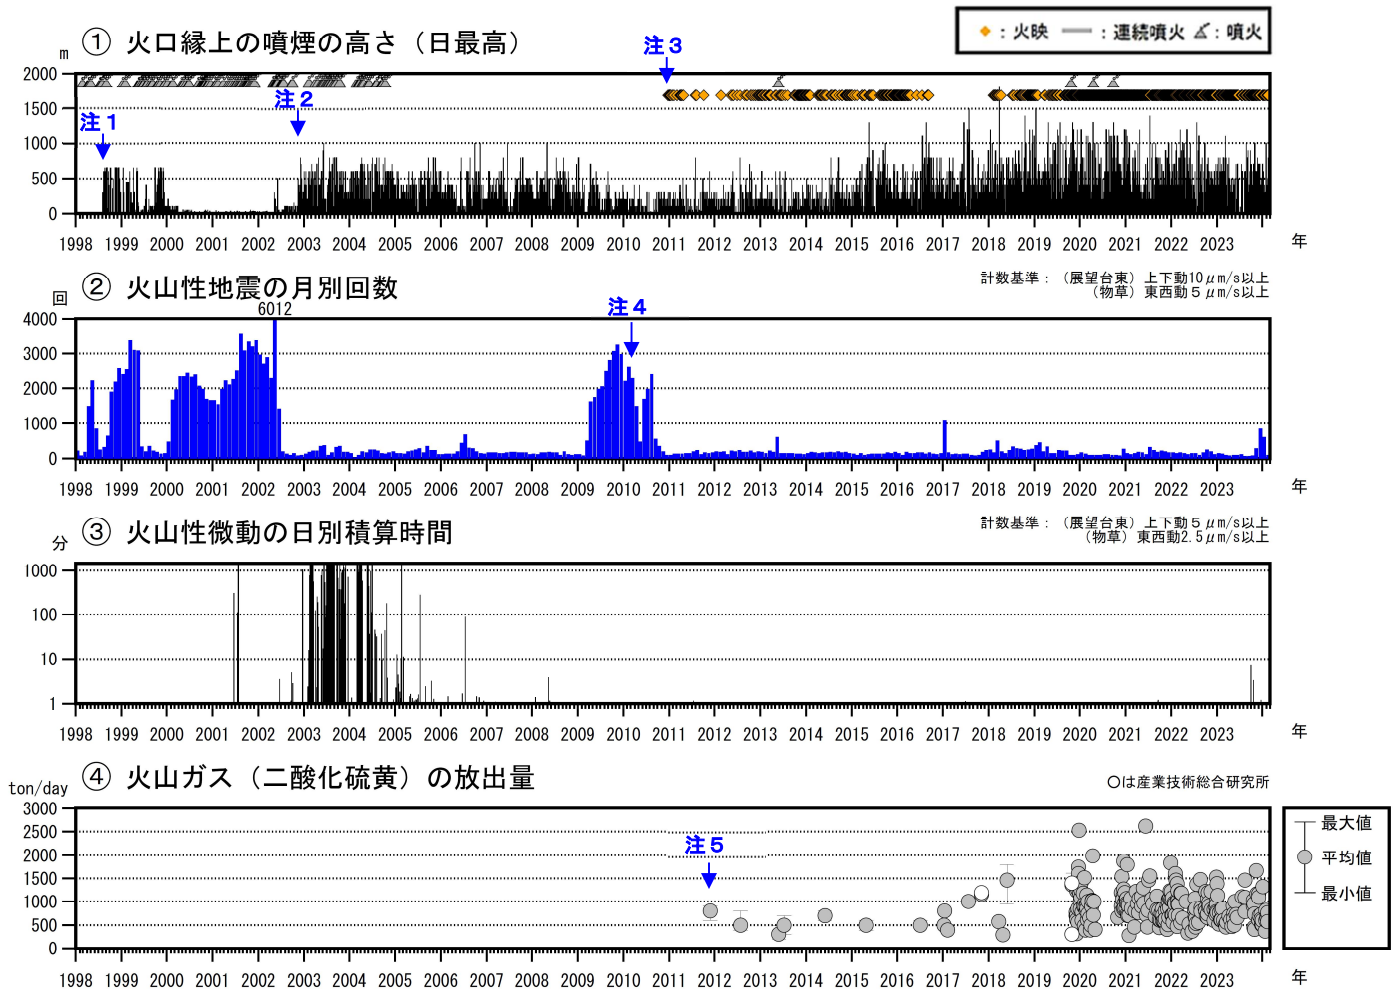 ◆：火映 ━━：連続噴火 ：噴火
① 火口縁上の噴煙の高さ（日最高）
注３
m
2000
1500
1000
500
0
注２
注１
1998 1999 2000 2001 2002 2003 2004 2005 2006 2007 2008 2009 2010 2011 2012 2013 2014 2015 2016 2017 2018 2019 2020 2021 2022 2023 年
② 火山性地震の月別回数
計数基準：（展望台東）上下動10μm/s以上
（物草）東西動５μm/s以上
回
6012
注４
4000
3000
2000
1000
0
1998 1999 2000 2001 2002 2003 2004 2005 2006 2007 2008 2009 2010 2011 2012 2013 2014 2015 2016 2017 2018 2019 2020 2021 2022 2023 年
③ 火山性微動の日別積算時間
計数基準：（展望台東）上下動５μm/s以上
（物草）東西動2.5μm/s以上
分
1000
100
10
1
1998 1999 2000 2001 2002 2003 2004 2005 2006 2007 2008 2009 2010 2011 2012 2013 2014 2015 2016 2017 2018 2019 2020 2021 2022 2023 年
④ 火山ガス（二酸化硫黄）の放出量
○は産業技術総合研究所
ton/day
3000
2500
2000
1500
1000
500
0
注５
最大値
平均値
最小値
1998 1999 2000 2001 2002 2003 2004 2005 2006 2007 2008 2009 2010 2011 2012 2013 2014 2015 2016 2017 2018 2019 2020 2021 2022 2023 年